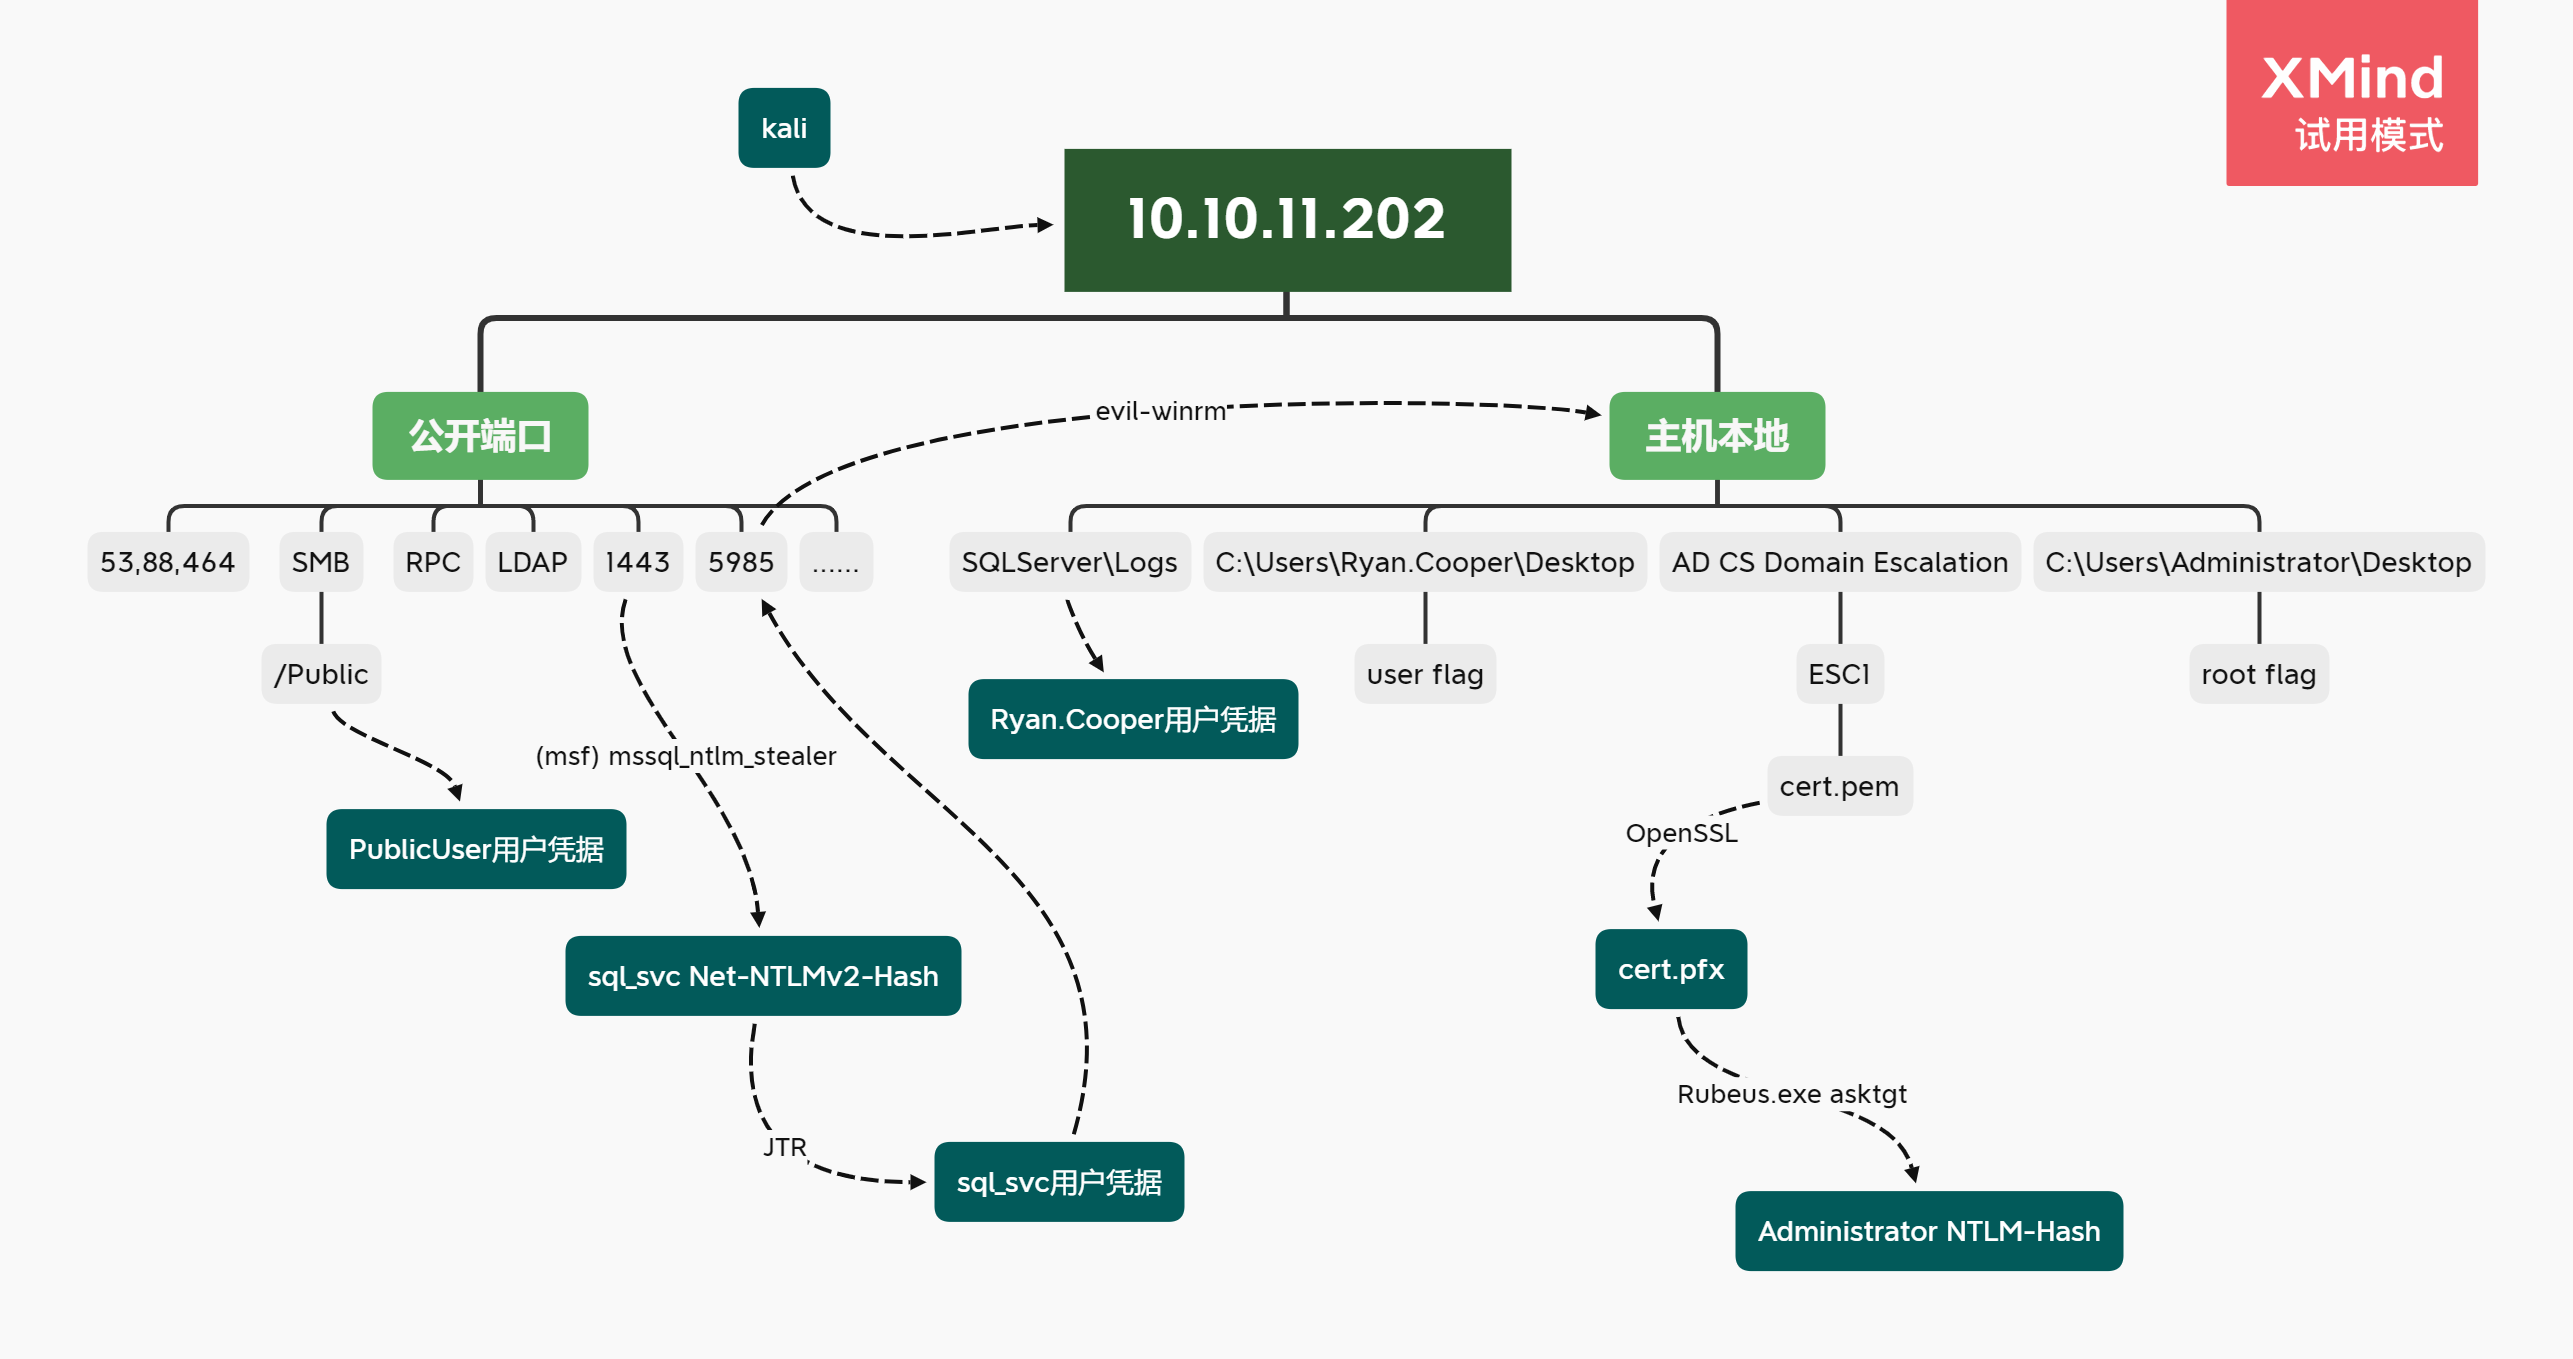 XMind
试用模式
kali
10.10.11.202
公开端口
evil-winrm
主机本地
53,88,464
SMB
RPC
LDAP
1443
5985
......
SQLServer\Logs
C:\Users\Ryan.Cooper\Desktop
AD CS Domain Escalation
C:\Users\Administrator\Desktop
/Public
user flag
ESC1
root flag
Ryan.Cooper用户凭据
(msf) mssql_ntlm_stealer
cert.pem
OpenSSL
PublicUser用户凭据
sql_svc Net-NTLMv2-Hash
cert.pfx
Rubeus.exe asktgt
JTR
sql_svc用户凭据
Administrator NTLM-Hash